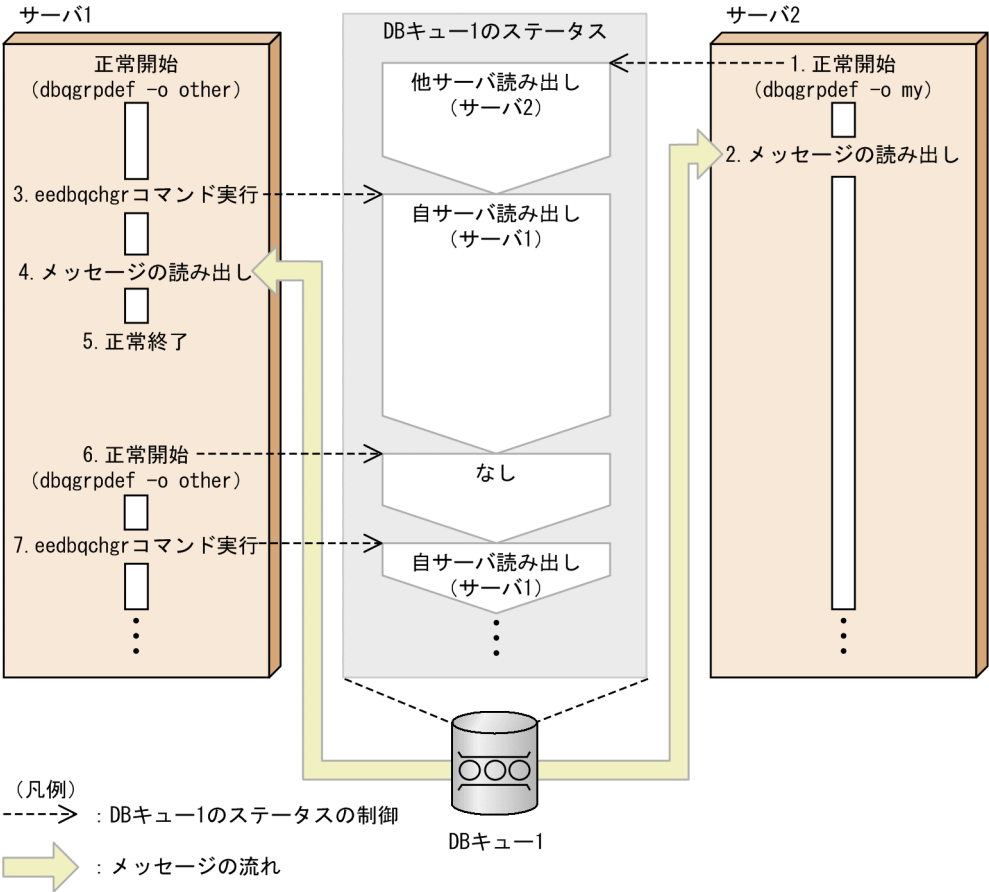 サーバ1
DBキュー1のステータス
サーバ2
正常開始
(dbqgrpdef -o other)
他サーバ読み出し
(サーバ2)
1.正常開始
(dbqgrpdef -o my)
2.メッセージの読み出し
3.eedbqchgrコマンド実行
自サーバ読み出し
(サーバ1)
4.メッセージの読み出し
5.正常終了
6.正常開始
(dbqgrpdef -o other)
なし
7.eedbqchgrコマンド実行
自サーバ読み出し
(サーバ1)
DBキュー1
(凡例)
:DBキュー1のステータスの制御
:メッセージの流れ